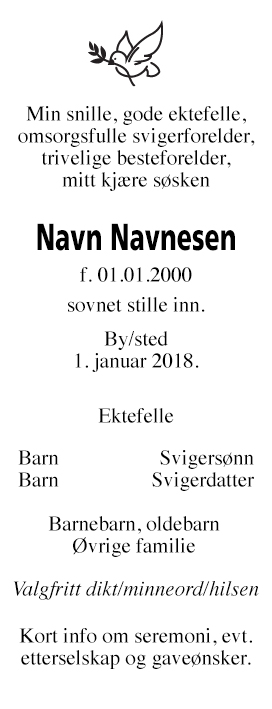 Min snille, gode ektefelle,
omsorgsfulle svigerforelder,
trivelige besteforelder,
mitt kjære søsken
Navn Navnesen
f. 01.01.2000
sovnet stille inn.
By/sted
1. januar 2018.
Ektefelle
Barn Svigersønn
Barn Svigerdatter
Barnebarn, oldebarn
Øvrige familie
Valgfritt dikt/minneord/hilsen
Kort info om seremoni, evt.
etterselskap og gaveønsker.